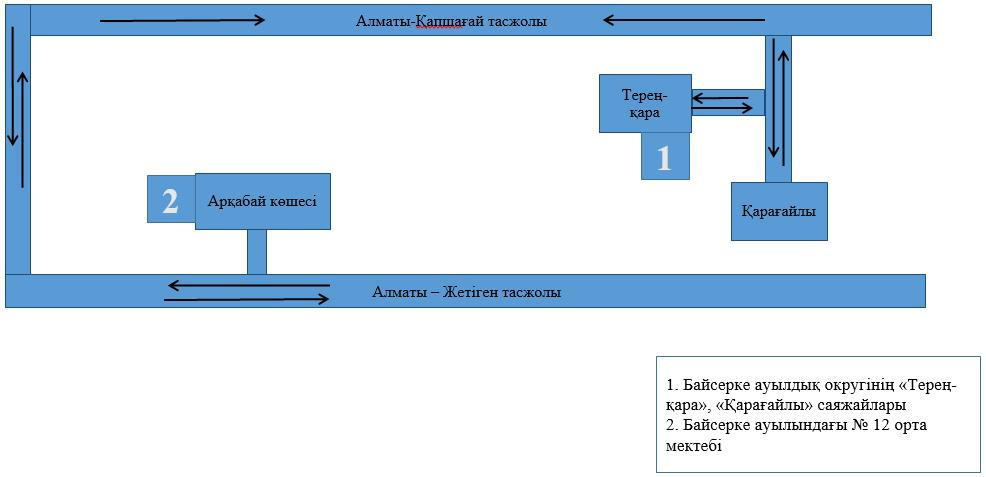 Алматы-Қапшағай тасжолы
Терең-
қара
1
2
Арқабай көшесі
Қарағайлы
Алматы – Жетіген тасжолы
1. Байсерке ауылдық округінің «Терең-
қара», «Қарағайлы» саяжайлары
2. Байсерке ауылындағы № 12 орта
мектебі